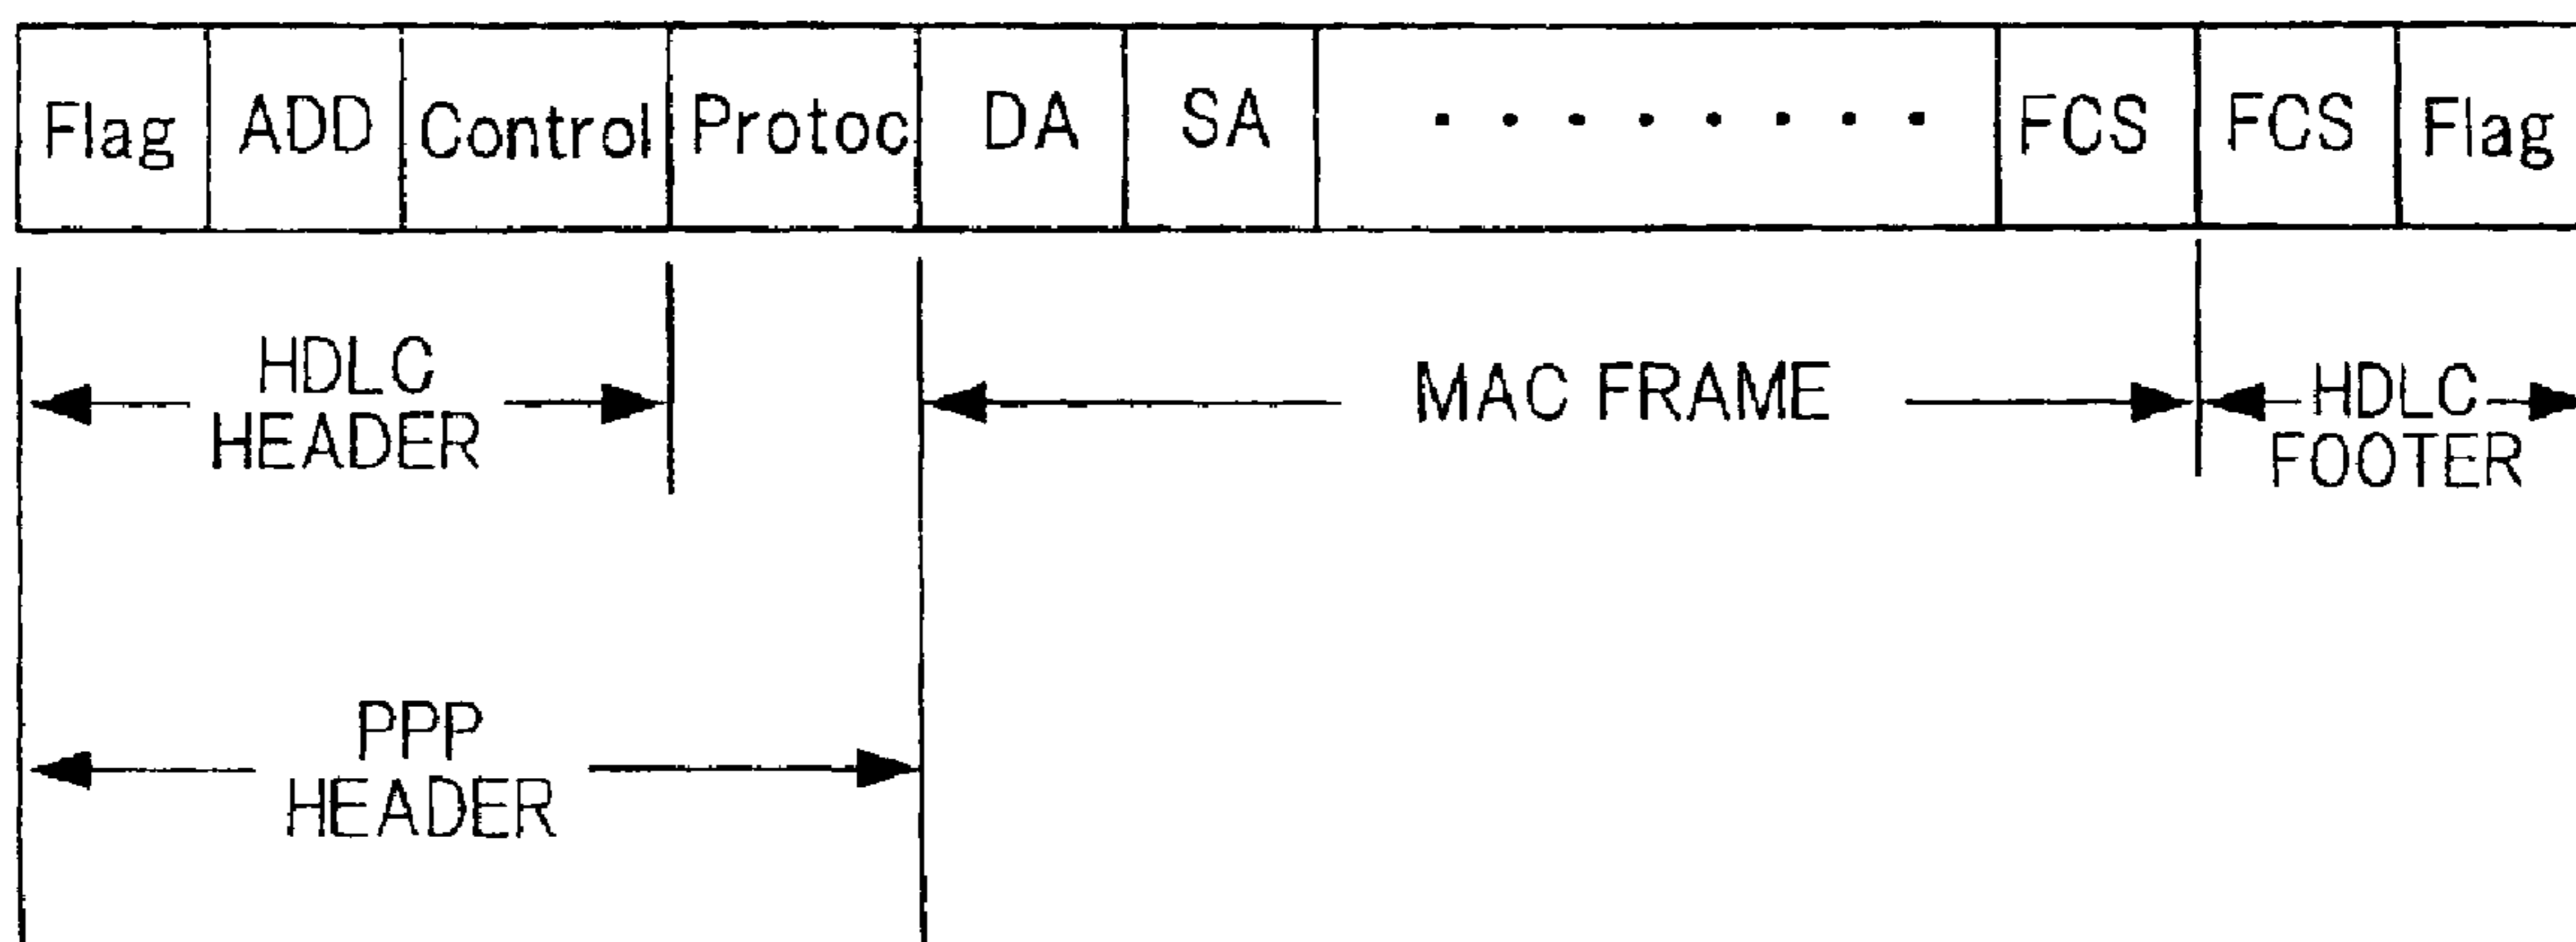 Flag ADD Control Protoc DA SA ········ FCS FCS Flag
HDLC
HEADER
MAC FRAME
HDLC
FOOTER
PPP
HEADER